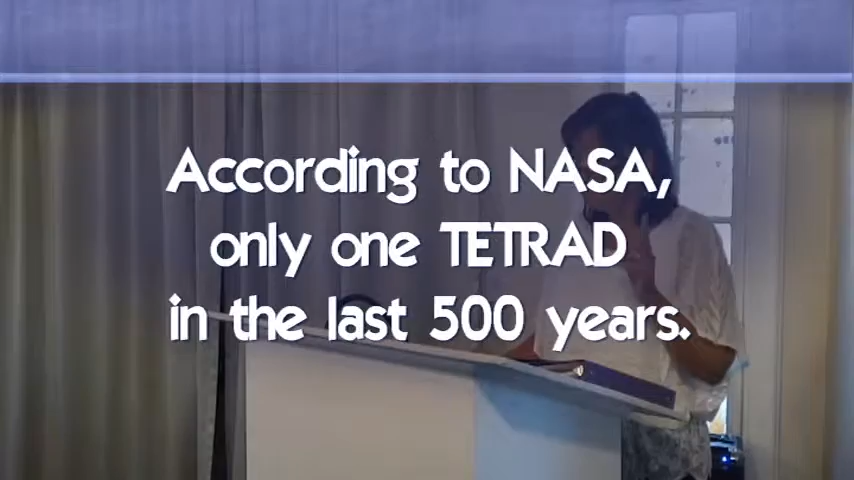 According to NASA,
only one TETRAD
in the last 500 years.